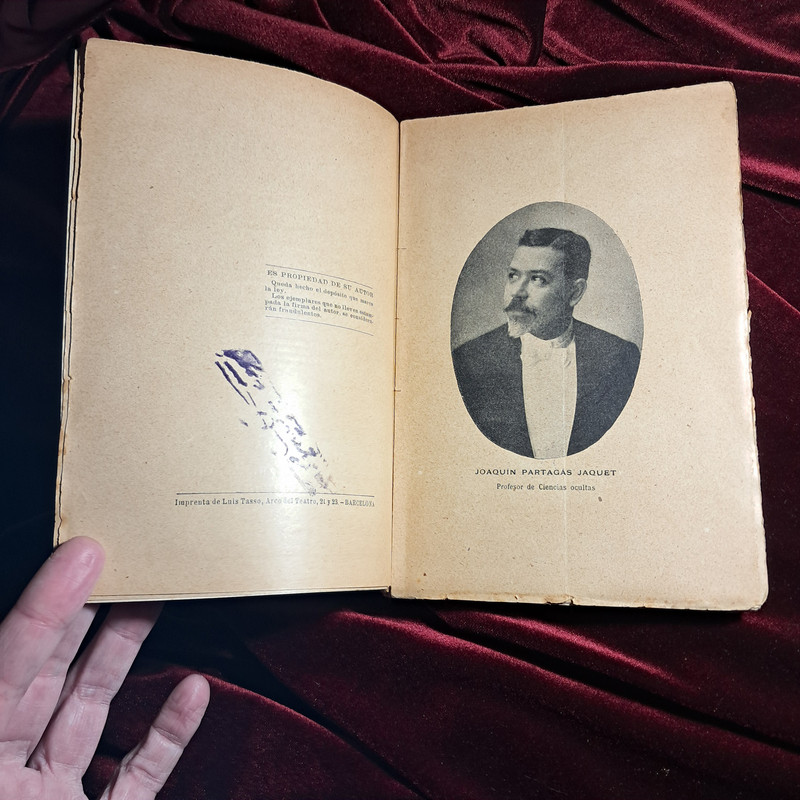 ES PROPIEDAD DE SU AUTOR
Queda hecho el depósito que marca
la ley.
Los ejemplares que no lleven estam-
pada la firma del autor, se considera-
rán fraudulentos.
Imprenta de Luis Tasso, Arco del Teatro, 21 y 23. – BARCELONA
JOAQUÍN PARTAGÁS JAQUET
Profesor de Ciencias ocultas